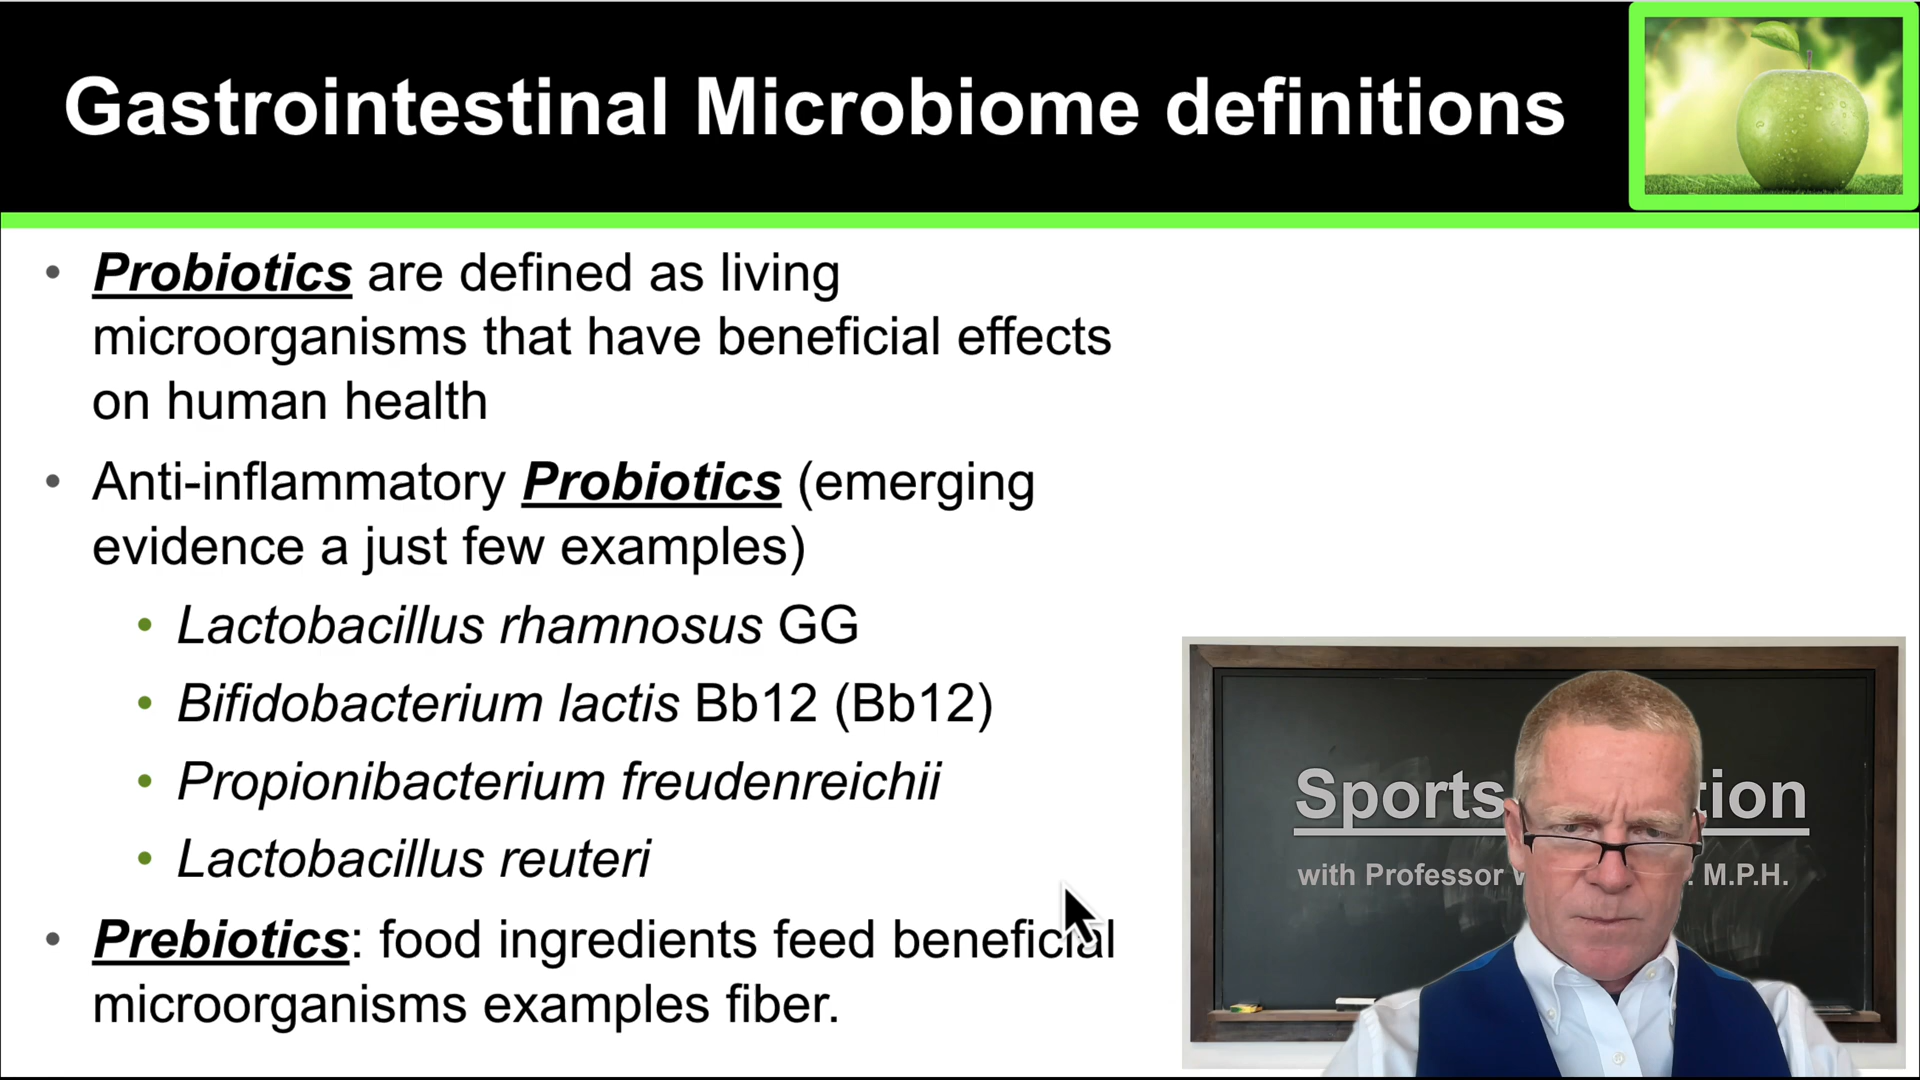 Gastrointestinal Microbiome definitions
• Probiotics are defined as living
microorganisms that have beneficial effects
on human health
• Anti-inflammatory Probiotics (emerging
evidence a just few examples)
• Lactobacillus rhamnosus GG
• Bifidobacterium lactis Bb12 (Bb12)
• Propionibacterium freudenreichii
• Lactobacillus reuteri
• Prebiotics: food ingredients feed beneficial
microorganisms examples fiber.
Sports
with Professor M.P.H.